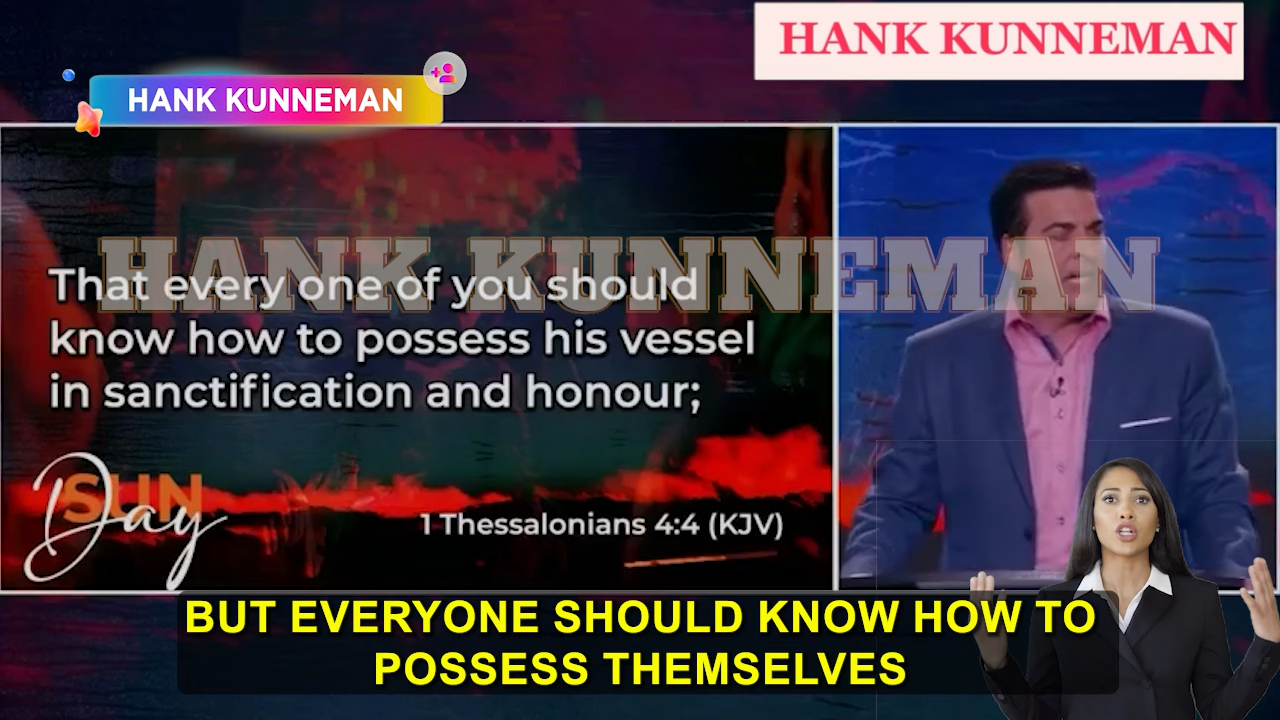 HANK KUNNEMAN
HANK KUNNEMAN
HANK KUNNEMAN
That every one of you should
know how to possess his vessel
in sanctification and honour;
SUN
Day
1 Thessalonians 4:4 (KJV)
BUT EVERYONE SHOULD KNOW HOW TO
POSSESS THEMSELVES